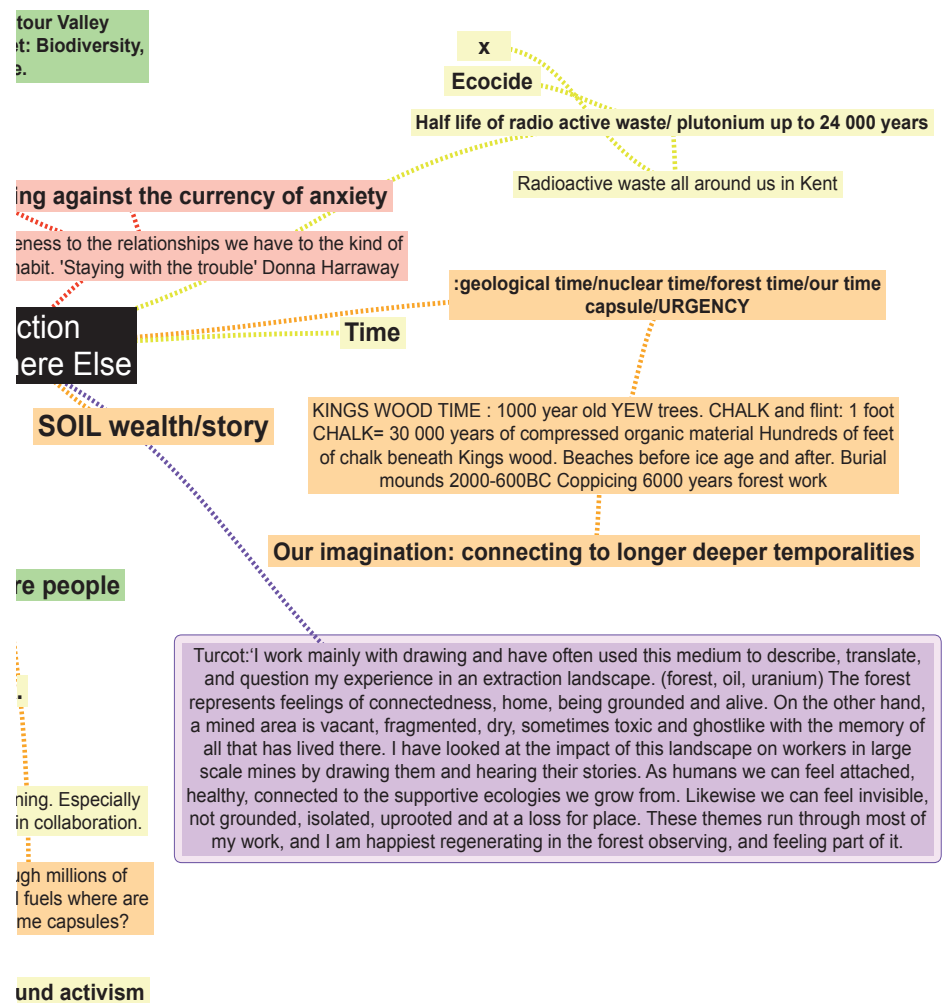 tour Valley
et: Biodiversity,
e.
x
Ecocide
Half life of radio active waste/ plutonium up to 24 000 years
Radioactive waste all around us in Kent
ing against the currency of anxiety
eness to the relationships we have to the kind of
habit. 'Staying with the trouble' Donna Harraway
:geological time/nuclear time/forest time/our time
capsule/URGENCY
ction
here Else
Time
SOIL wealth/story
KINGS WOOD TIME : 1000 year old YEW trees. CHALK and flint: 1 foot
CHALK= 30 000 years of compressed organic material Hundreds of feet
of chalk beneath Kings wood. Beaches before ice age and after. Burial
mounds 2000-600BC Coppicing 6000 years forest work
Our imagination: connecting to longer deeper temporalities
re people
Turcot:‘I work mainly with drawing and have often used this medium to describe, translate,
and question my experience in an extraction landscape. (forest, oil, uranium) The forest
represents feelings of connectedness, home, being grounded and alive. On the other hand,
a mined area is vacant, fragmented, dry, sometimes toxic and ghostlike with the memory of
all that has lived there. I have looked at the impact of this landscape on workers in large
scale mines by drawing them and hearing their stories. As humans we can feel attached,
healthy, connected to the supportive ecologies we grow from. Likewise we can feel invisible,
not grounded, isolated, uprooted and at a loss for place. These themes run through most of
my work, and I am happiest regenerating in the forest observing, and feeling part of it.
.
ning. Especially
in collaboration.
ugh millions of
l fuels where are
me capsules?
und activism